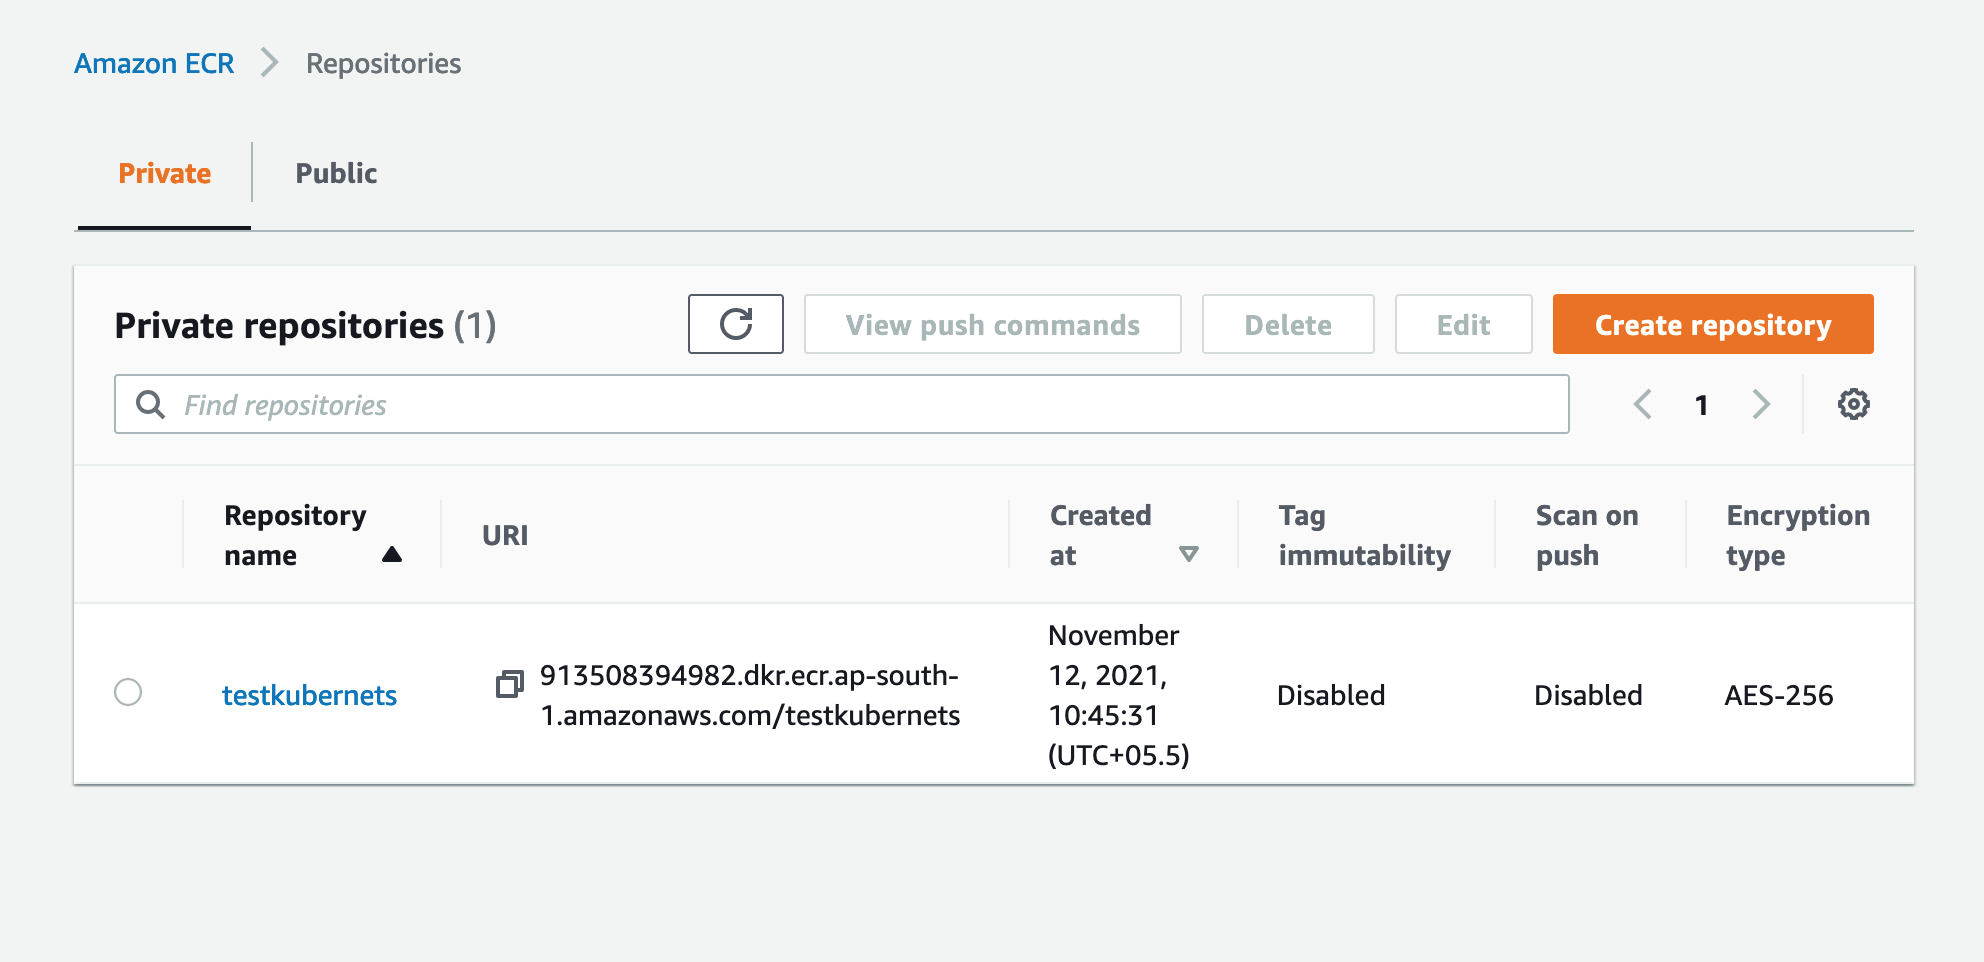 Amazon ECR
Repositories
Private
Public
Private repositories (1)
View push commands
Delete
Edit
Create repository
Find repositories
1
Repository
name
URI
Created
at
Tag
immutability
Scan on
push
Encryption
type
testkubernets
913508394982.dkr.ecr.ap-south-
1.amazonaws.com/testkubernets
November
12, 2021,
10:45:31
(UTC+05.5)
Disabled
Disabled
AES-256